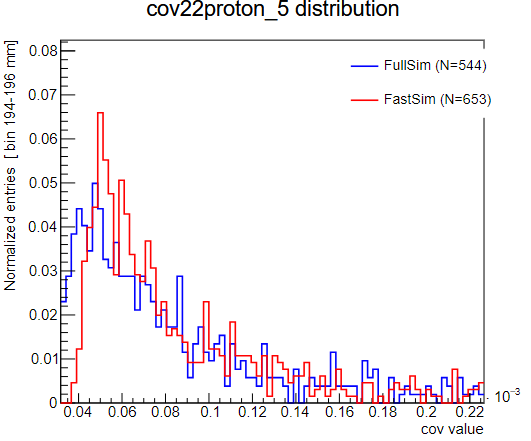 cov22proton_5 distribution
Normalized entries [ bin 194-196 mm]
FullSim (N=544)
FastSim (N=653)
0.08
0.07
0.06
0.05
0.04
0.03
0.02
0.01
0
0.04 0.06 0.08 0.1 0.12 0.14 0.16 0.18 0.2 0.22
·10⁻³
cov value